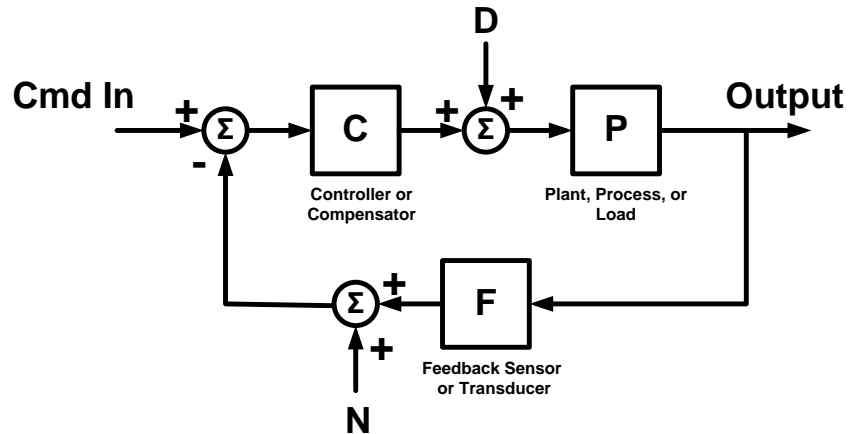 D
Cmd In
+
Σ
-
C
+
+
Σ
P
Output
Controller or
Compensator
Plant, Process, or
Load
Σ
+
+
F
N
Feedback Sensor
or Transducer